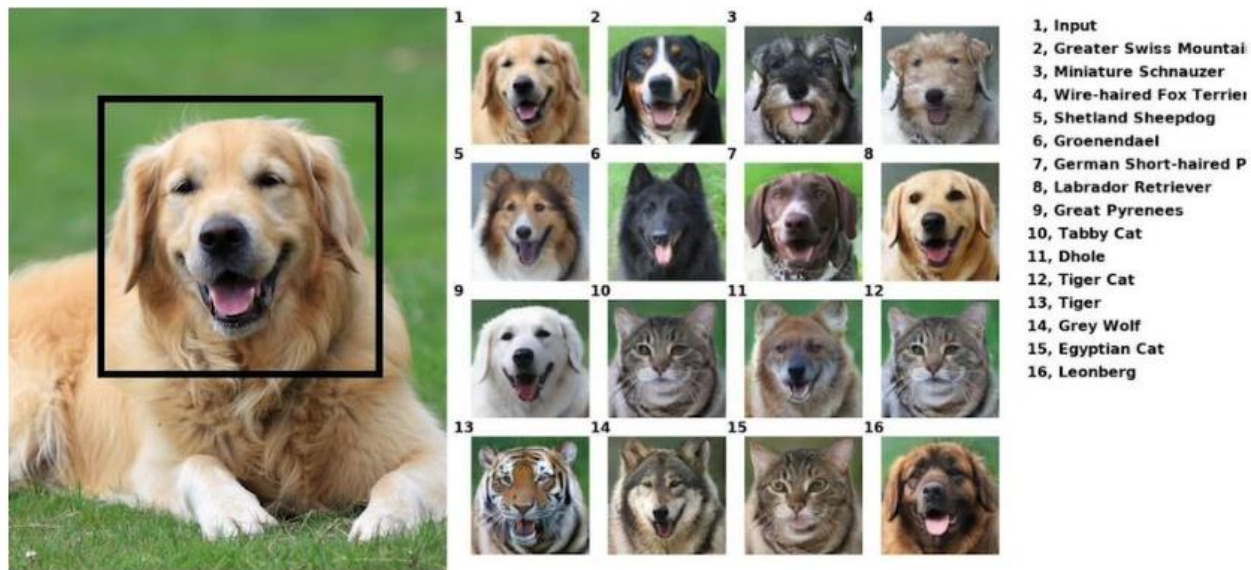 1
2
3
4
5
6
7
8
9
10
11
12
13
14
15
16
1, Input
2, Greater Swiss Mountai
3, Miniature Schnauzer
4, Wire-haired Fox Terrier
5, Shetland Sheepdog
6, Groenendael
7, German Short-haired P
8, Labrador Retriever
9, Great Pyrenees
10, Tabby Cat
11, Dhole
12, Tiger Cat
13, Tiger
14, Grey Wolf
15, Egyptian Cat
16, Leonberg